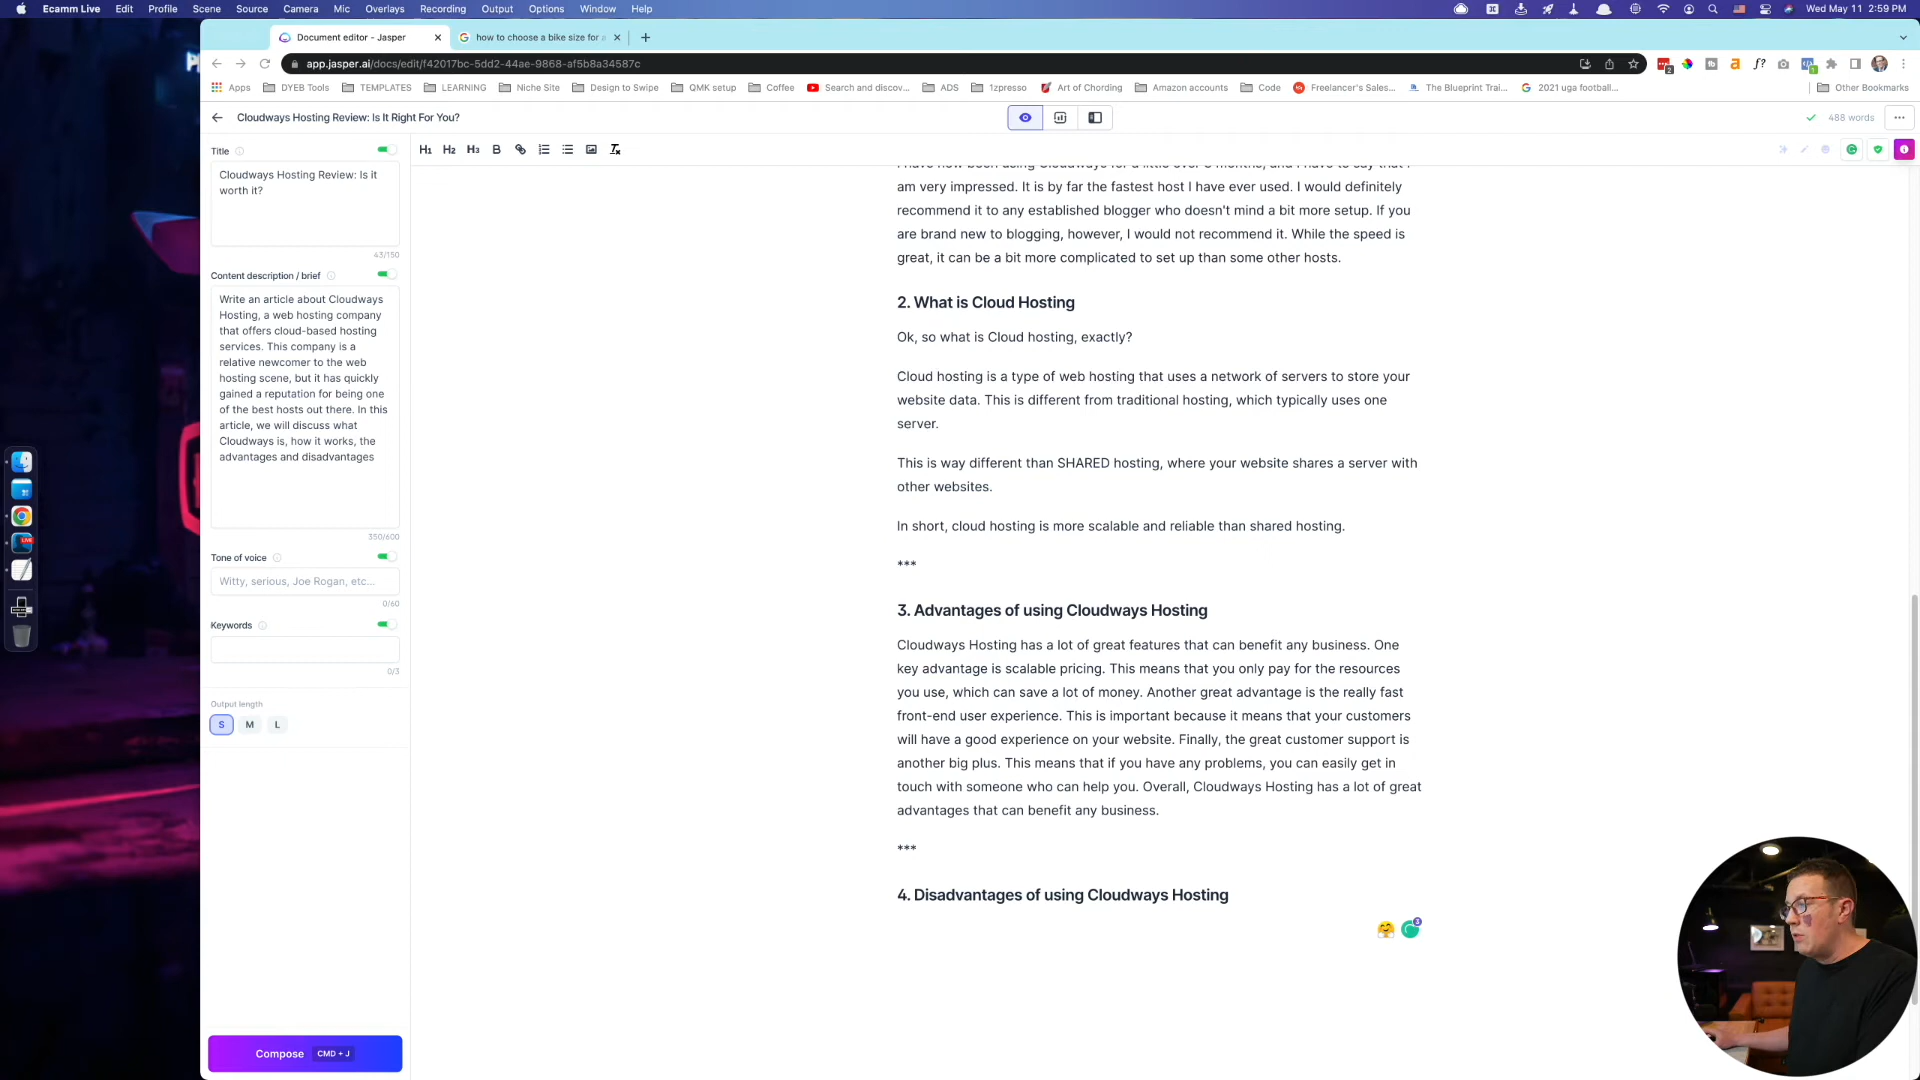 Ecamm Live Edit Profile Scene Source Camera Mic Overlays Recording Output Options Window Help Wed May 11 2:59 PM
Document editor - Jasper how to choose a bike size for a
app.jasper.ai/docs/edit/f42017bc-5dd2-44ae-9868-af5b8a34587c
Apps DYEB Tools TEMPLATES LEARNING Niche Site Design to Swipe QMK setup Coffee Search and discov... ADS 1zpresso Art of Chording Amazon accounts Code Freelancer's Sales... The Blueprint Trai... 2021 uga football... Other Bookmarks
Cloudways Hosting Review: Is It Right For You? 488 words
Title
Cloudways Hosting Review: Is it
worth it?
43/150
Content description / brief
Write an article about Cloudways
Hosting, a web hosting company
that offers cloud-based hosting
services. This company is a
relative newcomer to the web
hosting scene, but it has quickly
gained a reputation for being one
of the best hosts out there. In this
article, we will discuss what
Cloudways is, how it works, the
advantages and disadvantages
350/600
Tone of voice
Witty, serious, Joe Rogan, etc...
0/60
Keywords
0/3
Output length
S M L
Compose CMD + J
H1 H2 H3 B
am very impressed. It is by far the fastest host I have ever used. I would definitely
recommend it to any established blogger who doesn't mind a bit more setup. If you
are brand new to blogging, however, I would not recommend it. While the speed is
great, it can be a bit more complicated to set up than some other hosts.
2. What is Cloud Hosting
Ok, so what is Cloud hosting, exactly?
Cloud hosting is a type of web hosting that uses a network of servers to store your
website data. This is different from traditional hosting, which typically uses one
server.
This is way different than SHARED hosting, where your website shares a server with
other websites.
In short, cloud hosting is more scalable and reliable than shared hosting.
***
3. Advantages of using Cloudways Hosting
Cloudways Hosting has a lot of great features that can benefit any business. One
key advantage is scalable pricing. This means that you only pay for the resources
you use, which can save a lot of money. Another great advantage is the really fast
front-end user experience. This is important because it means that your customers
will have a good experience on your website. Finally, the great customer support is
another big plus. This means that if you have any problems, you can easily get in
touch with someone who can help you. Overall, Cloudways Hosting has a lot of great
advantages that can benefit any business.
***
4. Disadvantages of using Cloudways Hosting